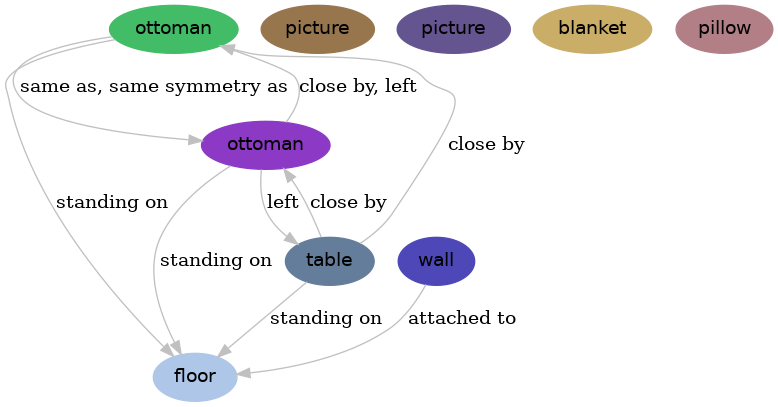 ottoman picture picture blanket pillow
same as, same symmetry as close by, left
ottoman close by
standing on left close by
standing on table wall
standing on attached to
floor